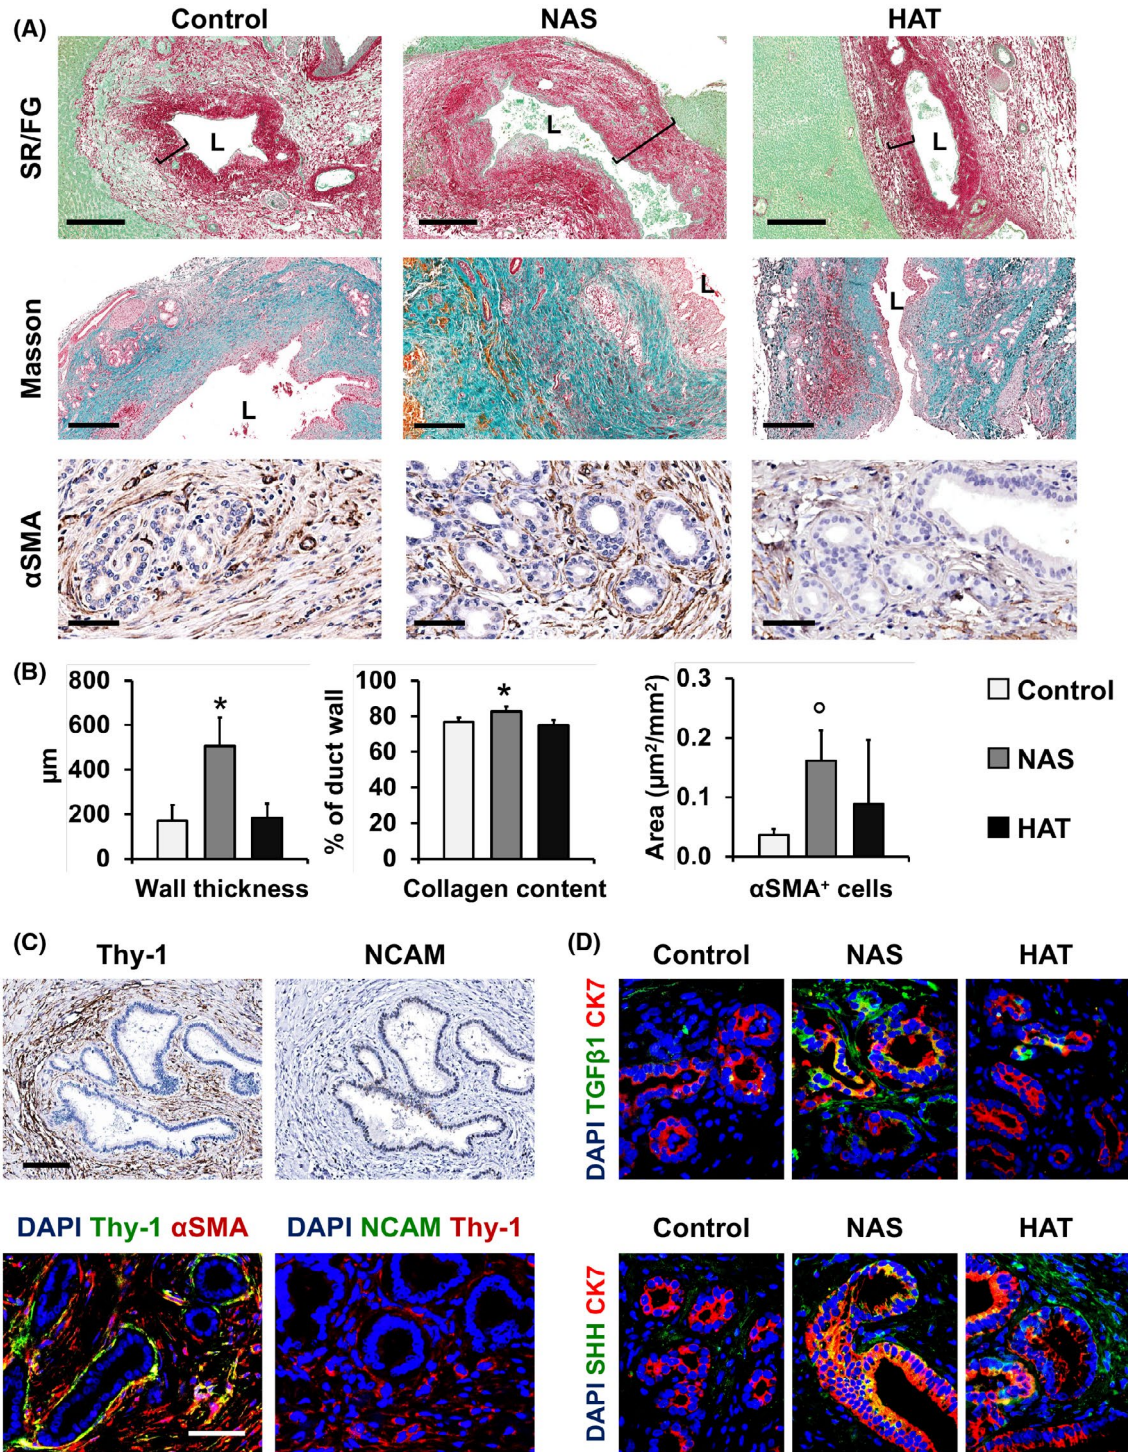 (A)
Control NAS HAT
SR/FG
L L L
Masson
L L L
αSMA
(B)
800
600
400
200
0
µm
*
Wall thickness
100
80
60
40
20
0
% of duct wall
*
Collagen content
0.3
0.2
0.1
0.0
Area (µm²/mm²)
°
αSMA⁺ cells
Control
NAS
HAT
(C)
Thy-1 NCAM
DAPI Thy-1 αSMA DAPI NCAM Thy-1
(D)
Control NAS HAT
DAPI TGFβ1 CK7
Control NAS HAT
DAPI SHH CK7